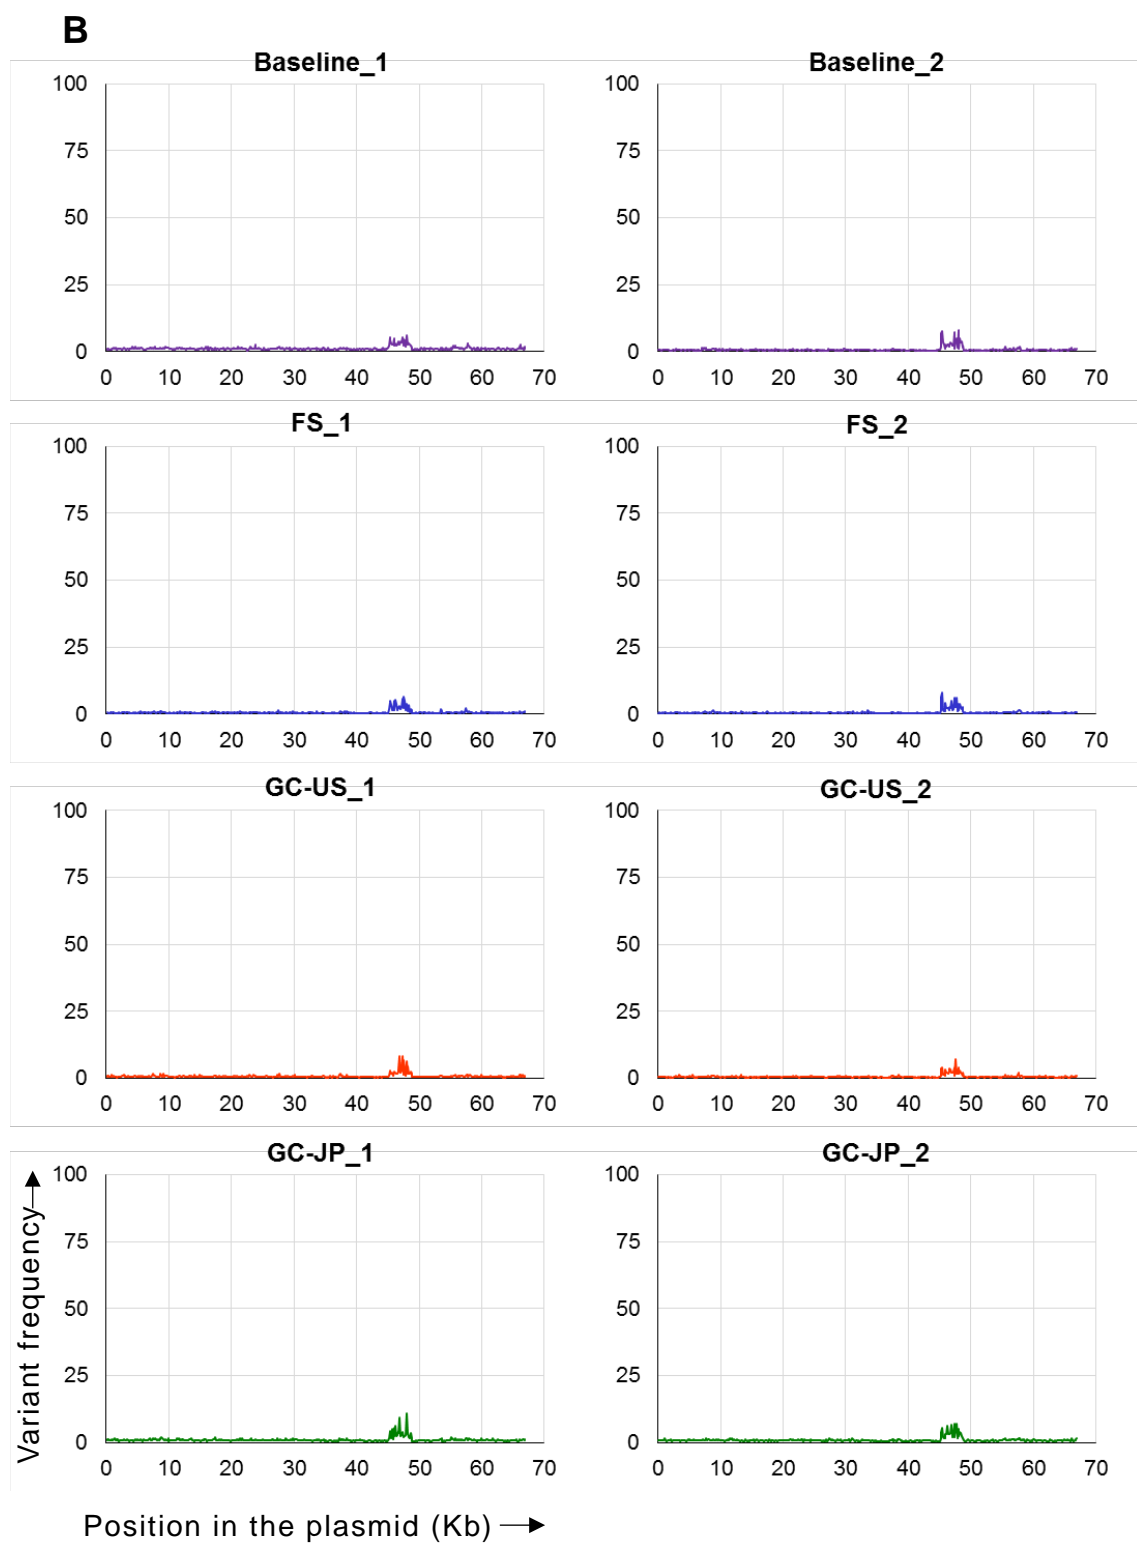 B
Baseline_1 Baseline_2
100 100
75 75
50 50
25 25
0 0
0 10 20 30 40 50 60 70 0 10 20 30 40 50 60 70
FS_1 FS_2
100 100
75 75
50 50
25 25
0 0
0 10 20 30 40 50 60 70 0 10 20 30 40 50 60 70
GC-US_1 GC-US_2
100 100
75 75
50 50
25 25
0 0
0 10 20 30 40 50 60 70 0 10 20 30 40 50 60 70
GC-JP_1 GC-JP_2
100 100
75 75
50 50
25 25
0 0
0 10 20 30 40 50 60 70 0 10 20 30 40 50 60 70
Variant frequency
Position in the plasmid (Kb)